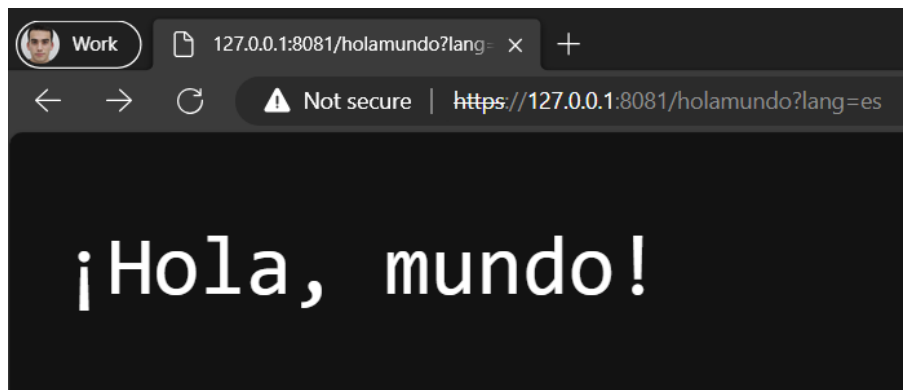 Work
127.0.0.1:8081/holamundo?lang=
Not secure | https://127.0.0.1:8081/holamundo?lang=es
¡Hola, mundo!